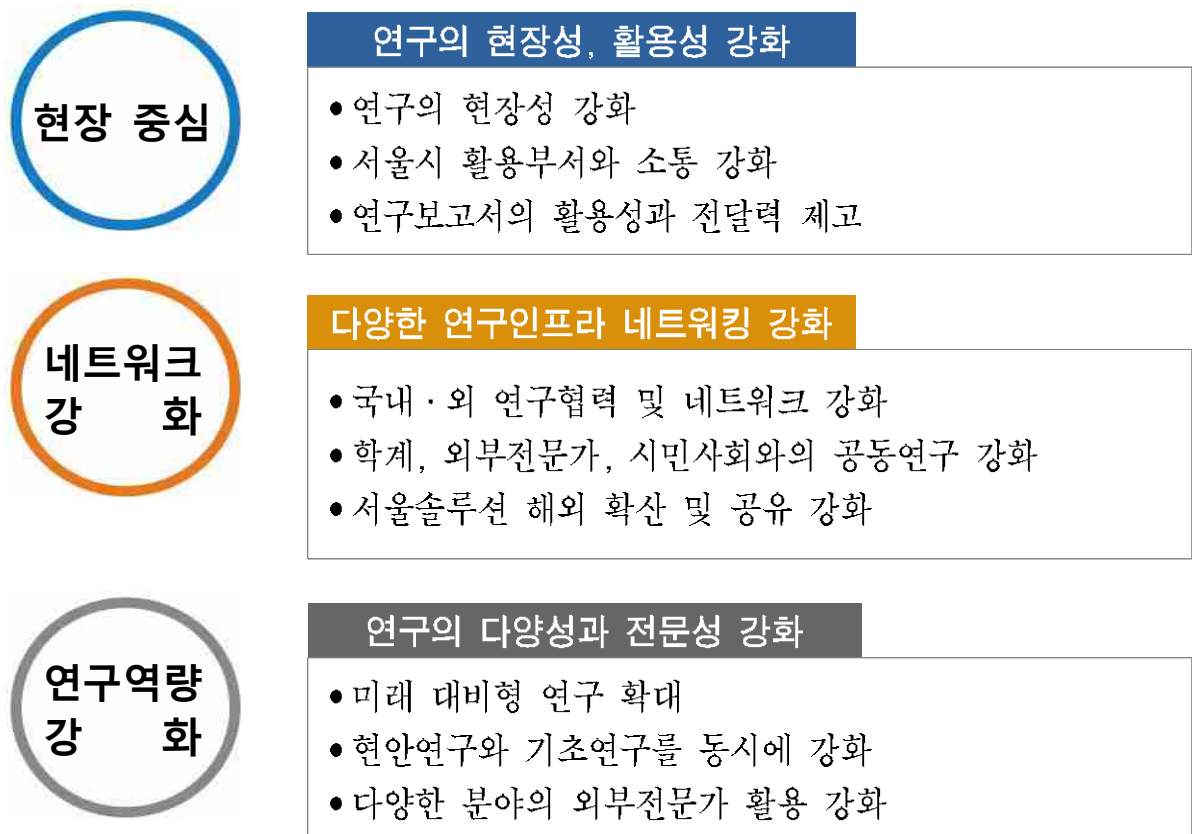 현장 중심
연구의 현장성, 활용성 강화
•연구의 현장성 강화
•서울시 활용부서와 소통 강화
•연구보고서의 활용성과 전달력 제고
네트워크
강 화
다양한 연구인프라 네트워킹 강화
•국내·외 연구협력 및 네트워크 강화
•학계, 외부전문가, 시민사회와의 공동연구 강화
•서울솔루션 해외 확산 및 공유 강화
연구역량
강 화
연구의 다양성과 전문성 강화
•미래 대비형 연구 확대
•현안연구와 기초연구를 동시에 강화
•다양한 분야의 외부전문가 활용 강화